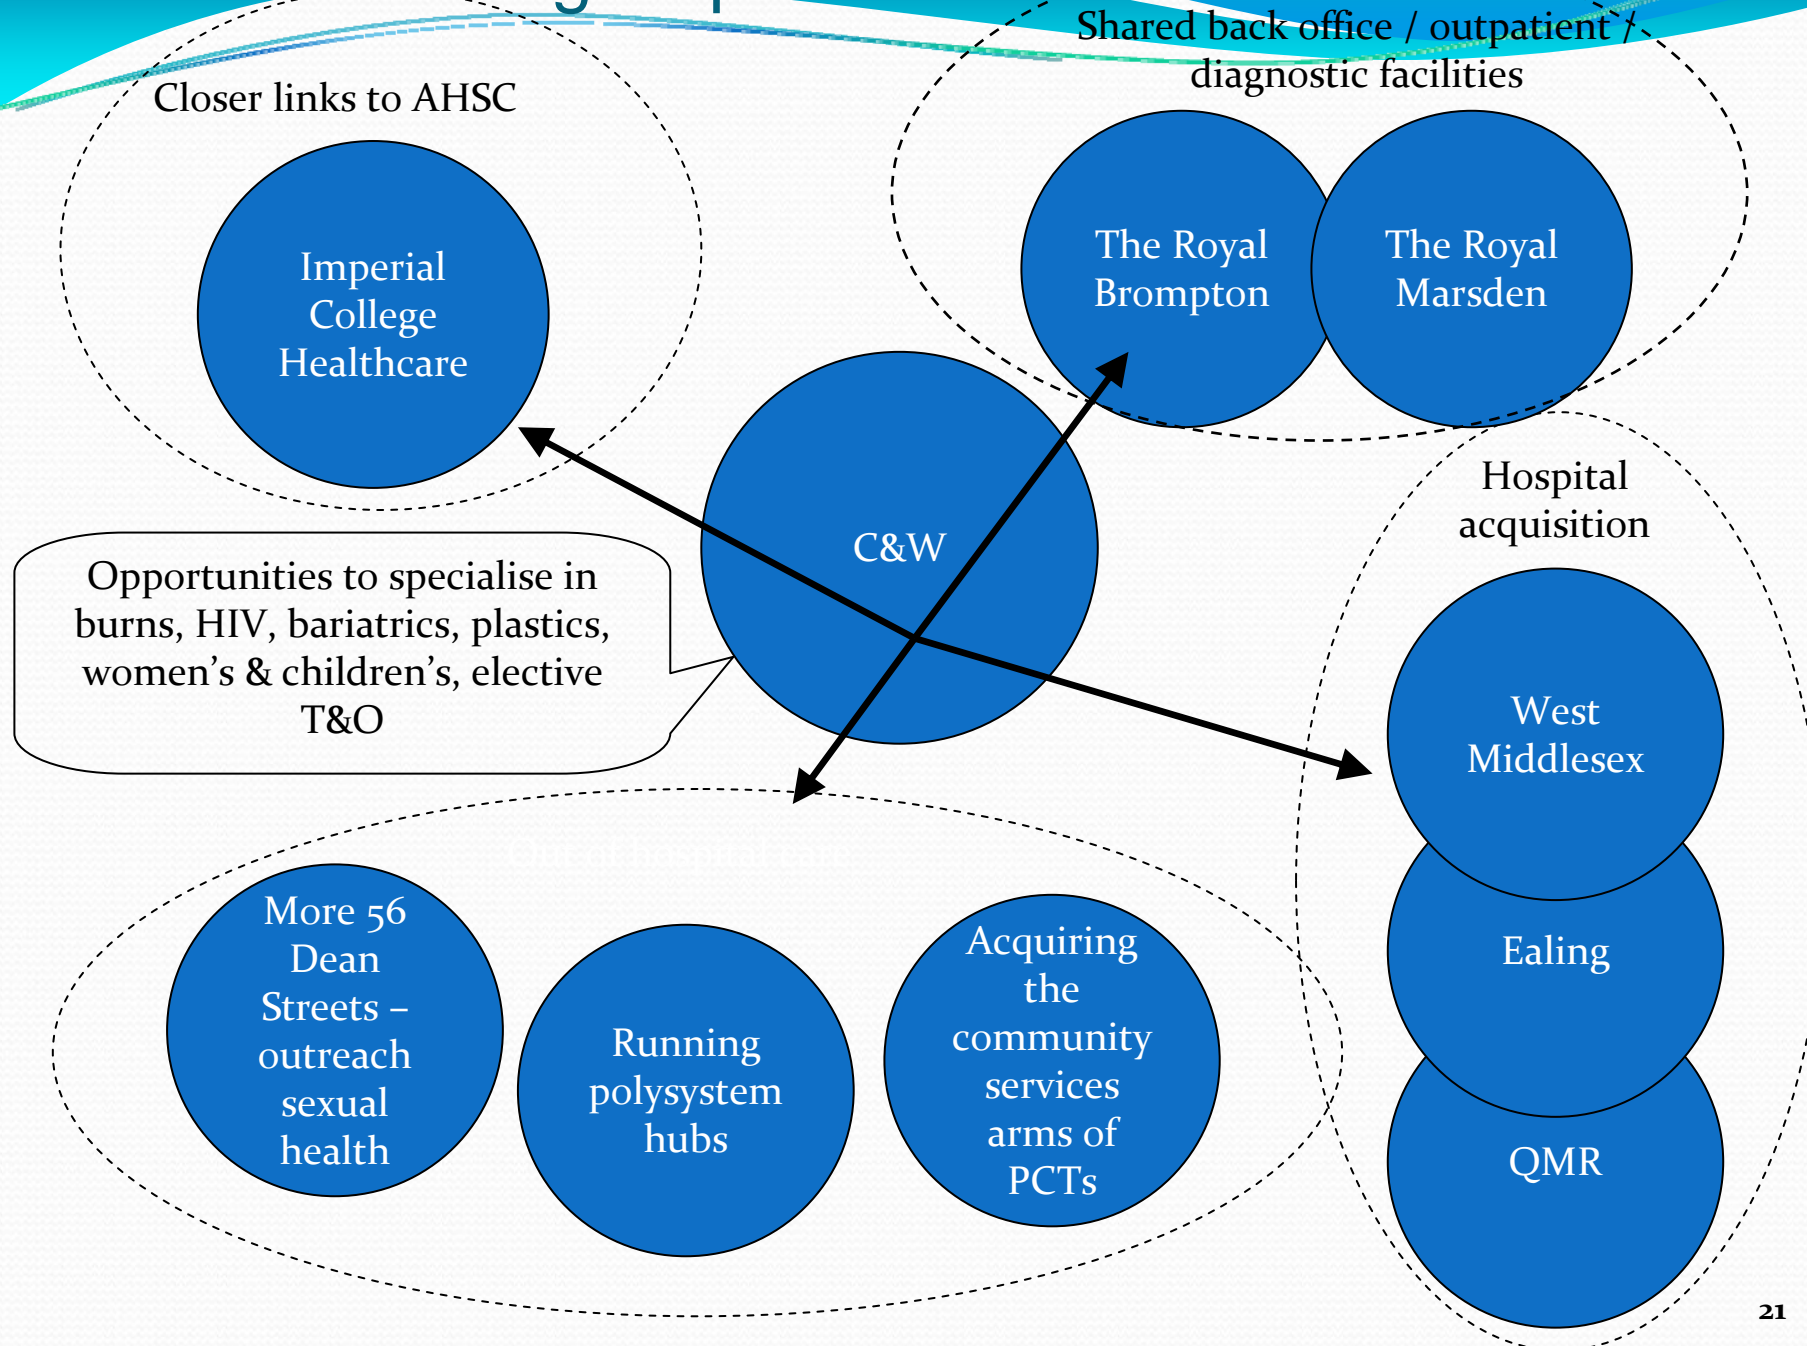 Closer links to AHSC
Shared back office / outpatient /
diagnostic facilities
Imperial
College
Healthcare
The Royal
Brompton
The Royal
Marsden
C&W
Hospital
acquisition
Opportunities to specialise in
burns, HIV, bariatrics, plastics,
women's & children's, elective
T&O
West
Middlesex
Ealing
QMR
More 56
Dean
Streets –
outreach
sexual
health
Running
polysystem
hubs
Acquiring
the
community
services
arms of
PCTs
21